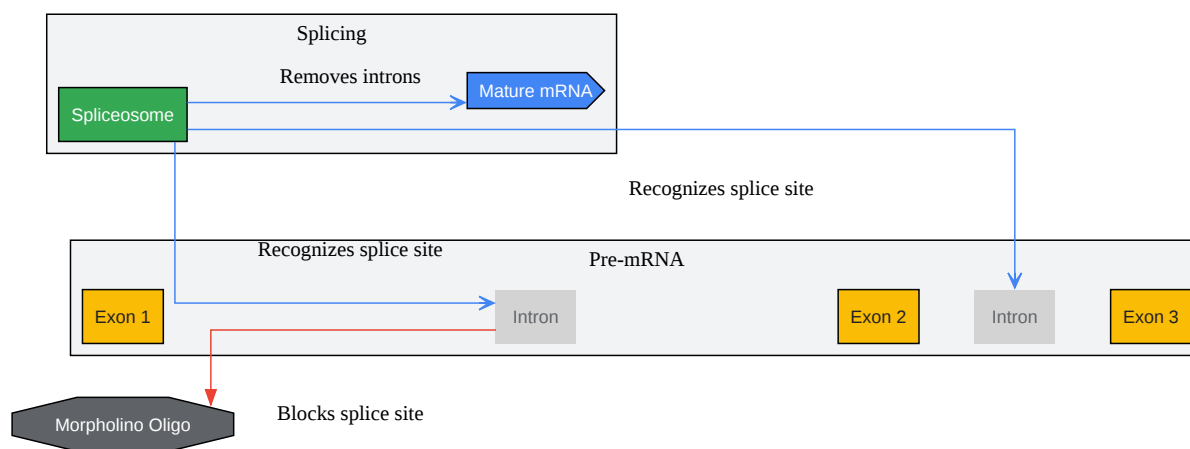 Splicing
Removes introns
Mature mRNA
Spliceosome
Recognizes splice site
Recognizes splice site
Pre-mRNA
Exon 1
Intron
Exon 2
Intron
Exon 3
Blocks splice site
Morpholino Oligo